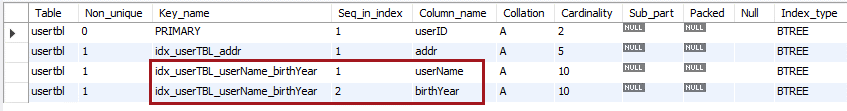 Table Non_unique Key_name Seq_in_index Column_name Collation Cardinality Sub_part Packed Null Index_type
usertbl 0 PRIMARY 1 userID A 2 NULL NULL BTREE
usertbl 1 idx_userTBL_addr 1 addr A 5 NULL NULL BTREE
usertbl 1 idx_userTBL_userName_birthYear 1 userName A 10 NULL NULL BTREE
usertbl 1 idx_userTBL_userName_birthYear 2 birthYear A 10 NULL NULL BTREE